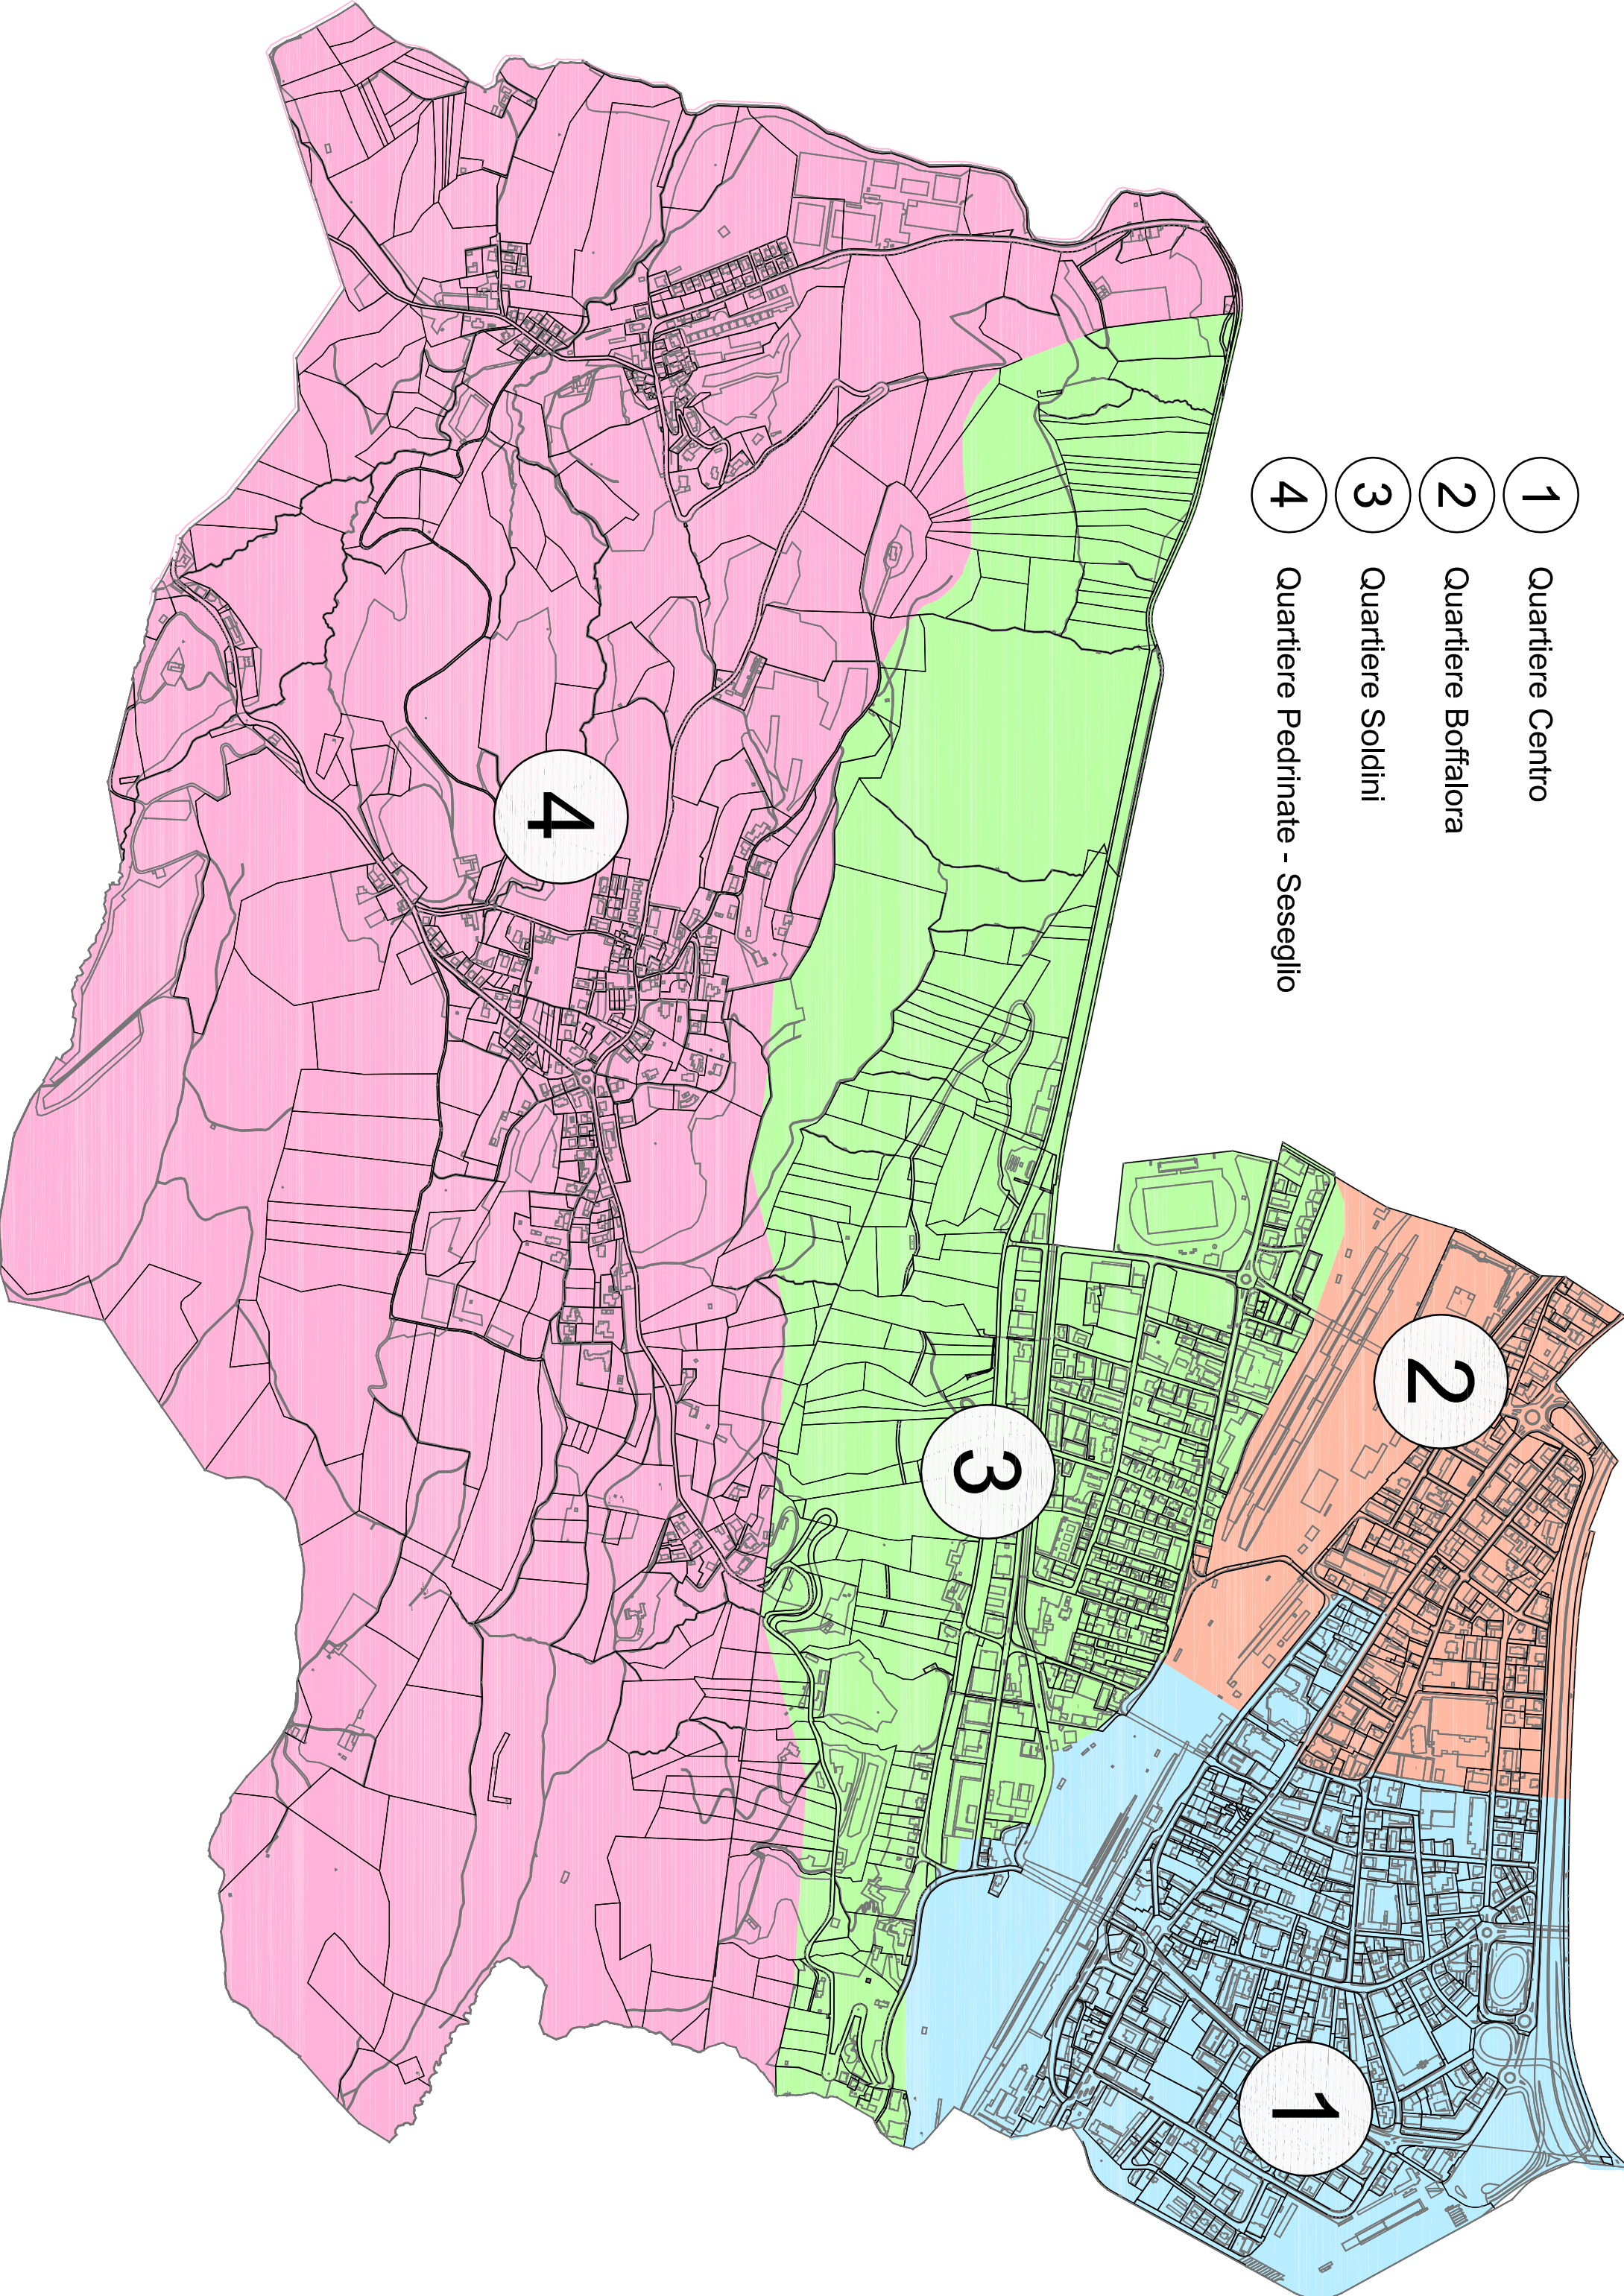 1 Quartiere Centro
2 Quartiere Boffalora
3 Quartiere Soldini
4 Quartiere Pedrinate - Seseglio
2
3
4
1